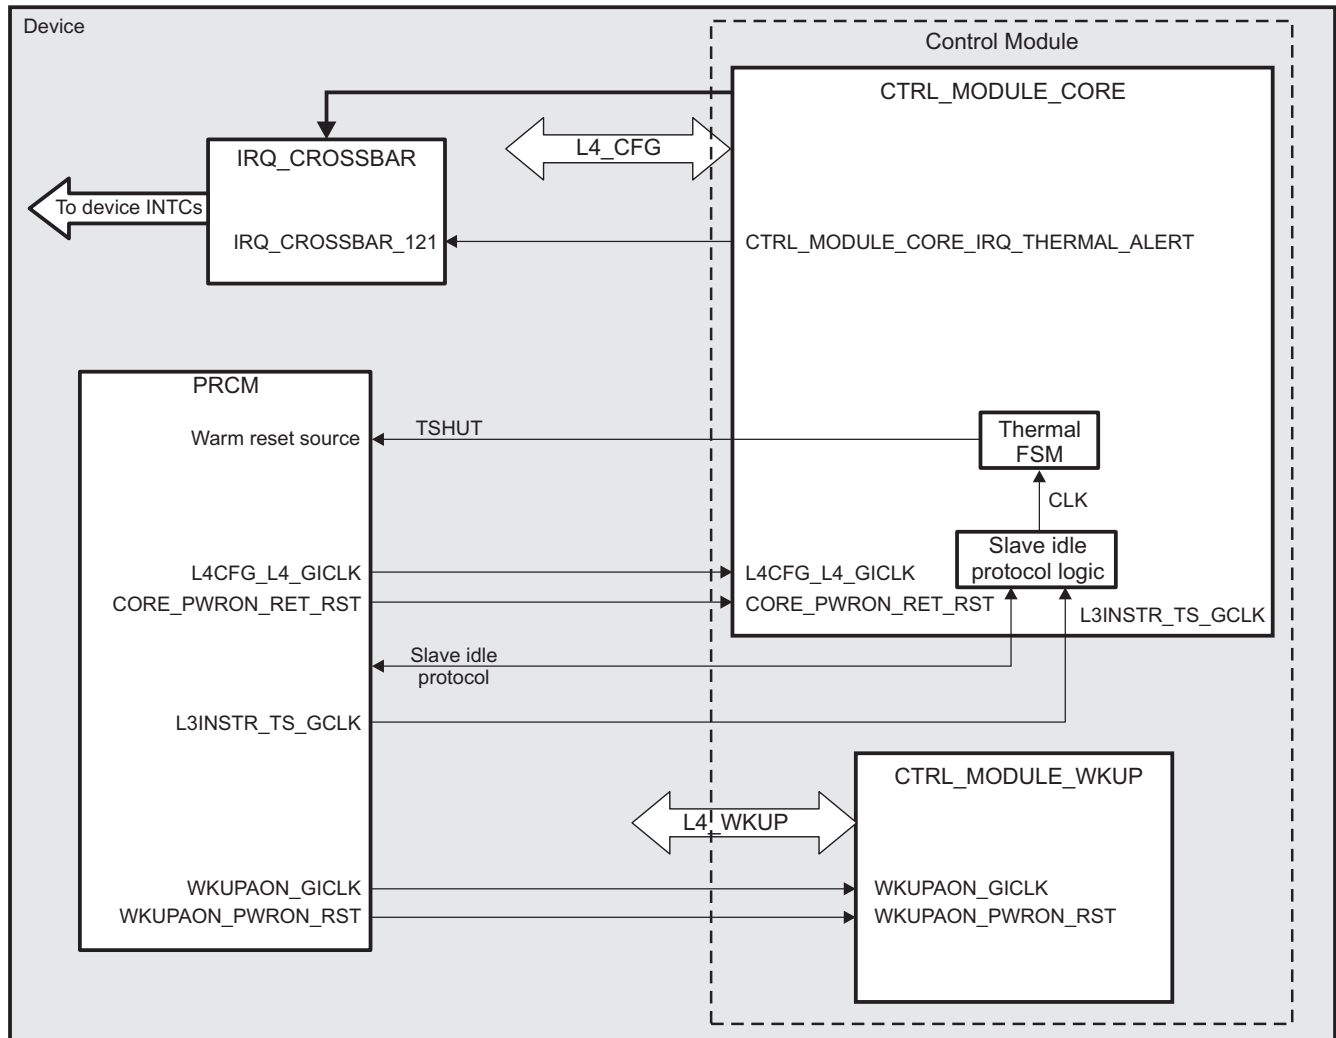 Device
Control Module
CTRL_MODULE_CORE
L4_CFG
IRQ_CROSSBAR
To device INTCs
IRQ_CROSSBAR_121
CTRL_MODULE_CORE_IRQ_THERMAL_ALERT
PRCM
Warm reset source
TSHUT
Thermal
FSM
CLK
Slave idle
protocol logic
L4CFG_L4_GICLK
L4CFG_L4_GICLK
CORE_PWRON_RET_RST
CORE_PWRON_RET_RST
L3INSTR_TS_GCLK
Slave idle
protocol
L3INSTR_TS_GCLK
CTRL_MODULE_WKUP
L4_WKUP
WKUPAON_GICLK
WKUPAON_GICLK
WKUPAON_PWRON_RST
WKUPAON_PWRON_RST